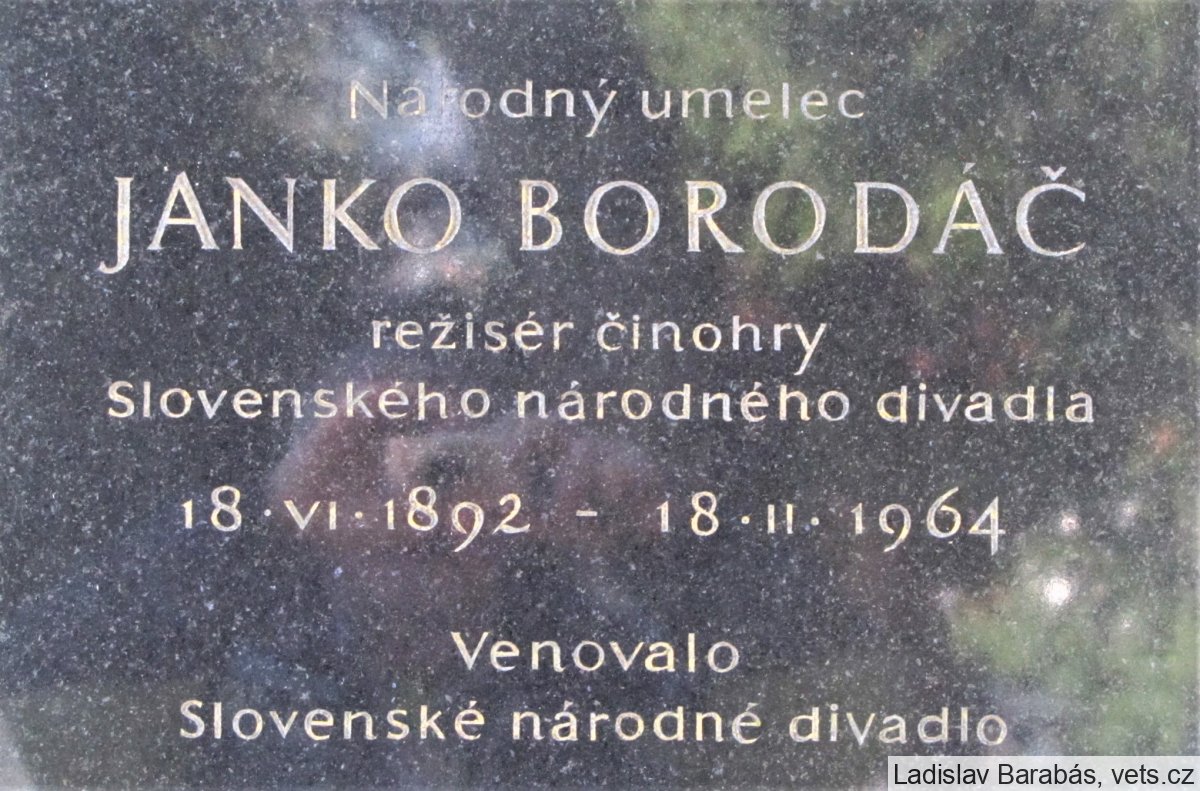 Národný umelec
JANKO BORODÁČ
režisér činohry
Slovenského národného divadla
18·VI·1892 - 18·II·1964
Venovalo
Slovenské národné divadlo
Ladislav Barabás, vets.cz